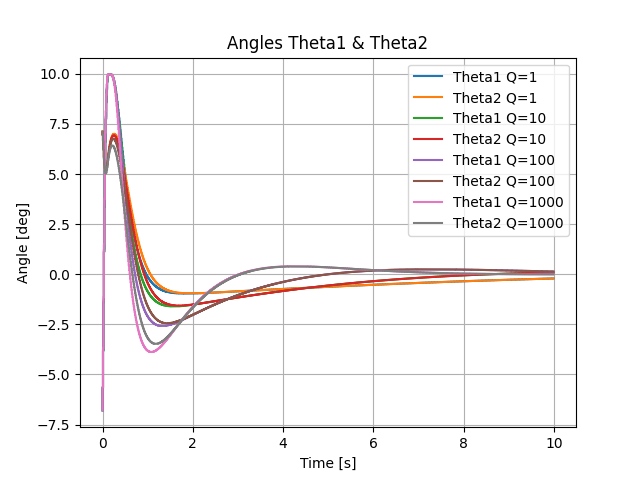 Angles Theta1 & Theta2
Angle [deg]
10.0
7.5
5.0
2.5
0.0
−2.5
−5.0
−7.5
Theta1 Q=1
Theta2 Q=1
Theta1 Q=10
Theta2 Q=10
Theta1 Q=100
Theta2 Q=100
Theta1 Q=1000
Theta2 Q=1000
0 2 4 6 8 10
Time [s]